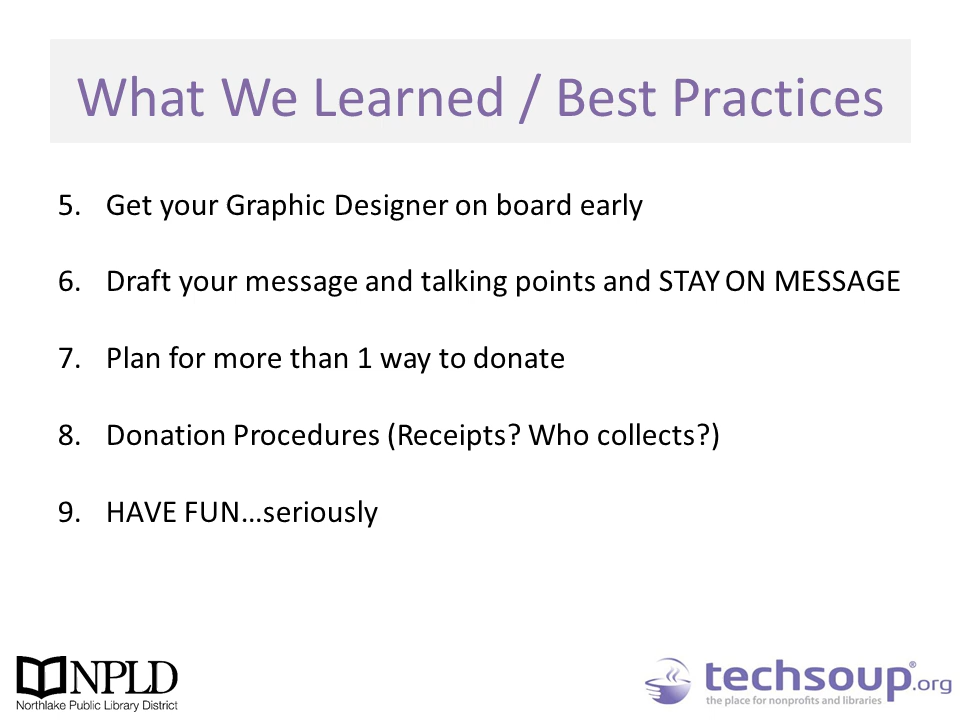 What We Learned / Best Practices
5. Get your Graphic Designer on board early
6. Draft your message and talking points and STAY ON MESSAGE
7. Plan for more than 1 way to donate
8. Donation Procedures (Receipts? Who collects?)
9. HAVE FUN…seriously
NPLD
Northlake Public Library District
techsoup®.org
the place for nonprofits and libraries